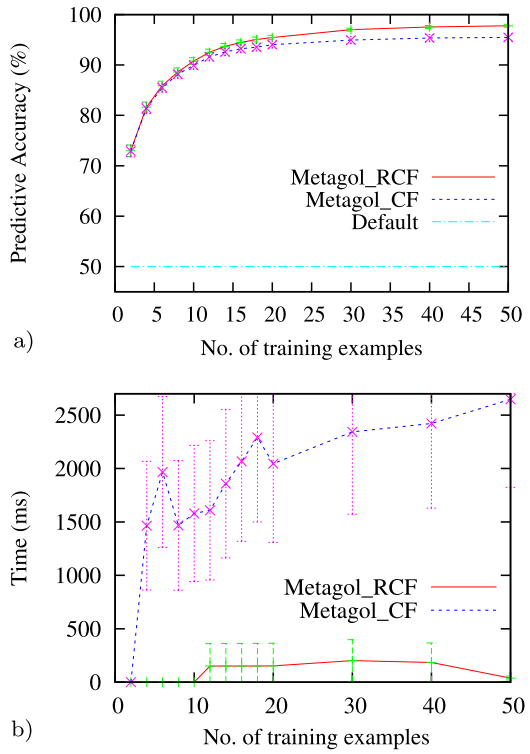 100
90
80
70
60
50
Predictive Accuracy (%)
Metagol_RCF
Metagol_CF
Default
0 5 10 15 20 25 30 35 40 45 50
a)
No. of training examples
2500
2000
1500
1000
500
0
Time (ms)
Metagol_RCF
Metagol_CF
0 10 20 30 40 50
b)
No. of training examples